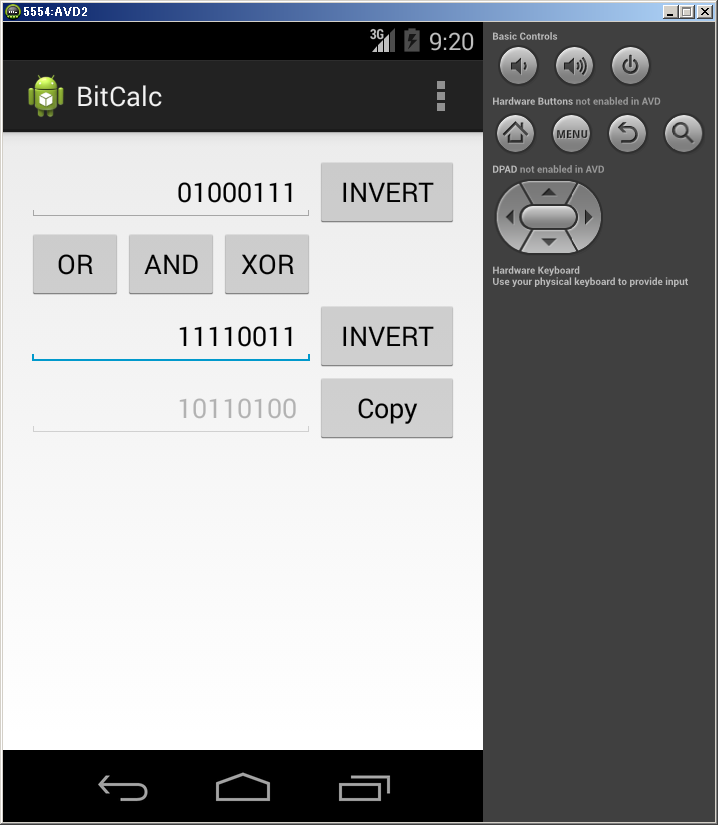 5554:AVD2
3G 9:20
BitCalc
01000111 INVERT
OR AND XOR
11110011 INVERT
10110100 Copy
Basic Controls
Hardware Buttons not enabled in AVD
MENU
DPAD not enabled in AVD
Hardware Keyboard
Use your physical keyboard to provide input